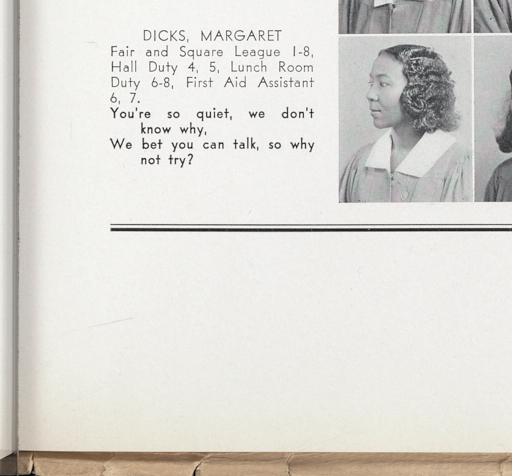 DICKS, MARGARET
Fair and Square League 1-8,
Hall Duty 4, 5, Lunch Room
Duty 6-8, First Aid Assistant
6, 7.
You're so quiet, we don't
know why,
We bet you can talk, so why
not try?